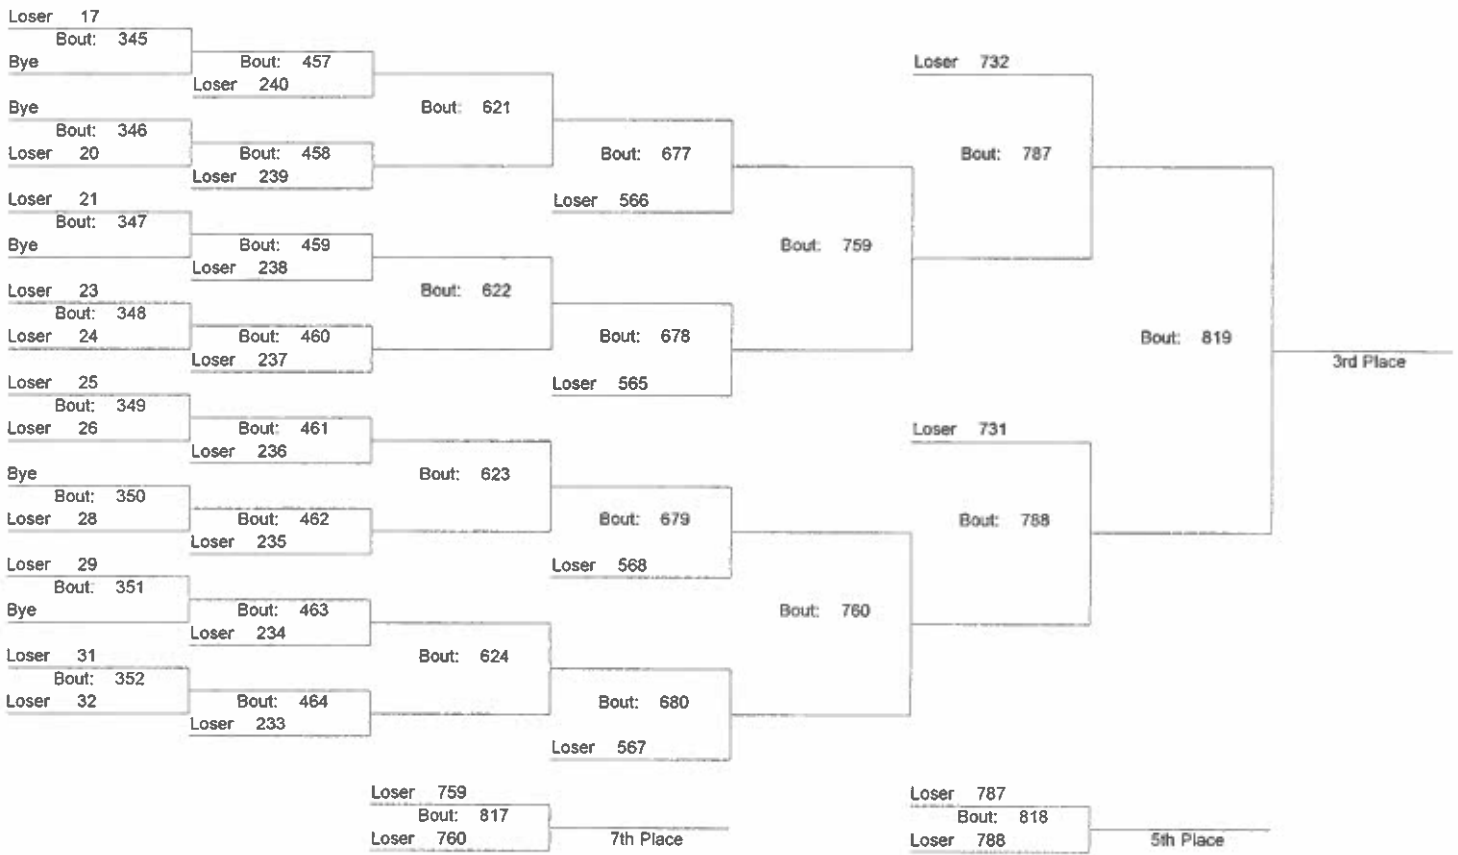 Loser 17
Bout: 345
Bye
Bout: 457
Loser 240
Bye
Bout: 346
Loser 20
Bout: 458
Loser 239
Bout: 621
Loser 21
Bout: 347
Bye
Bout: 459
Loser 238
Loser 23
Bout: 348
Loser 24
Bout: 460
Loser 237
Bout: 622
Loser 25
Bout: 349
Loser 26
Bout: 461
Loser 236
Bye
Bout: 350
Loser 28
Bout: 462
Loser 235
Bout: 623
Loser 29
Bout: 351
Bye
Bout: 463
Loser 234
Loser 31
Bout: 352
Loser 32
Bout: 464
Loser 233
Bout: 624
Bout: 677
Loser 566
Bout: 678
Loser 565
Bout: 679
Loser 568
Bout: 680
Loser 567
Bout: 759
Bout: 760
Loser 732
Bout: 787
Loser 731
Bout: 788
Bout: 819
3rd Place
Loser 759
Bout: 817
Loser 760
7th Place
Loser 787
Bout: 818
Loser 788
5th Place